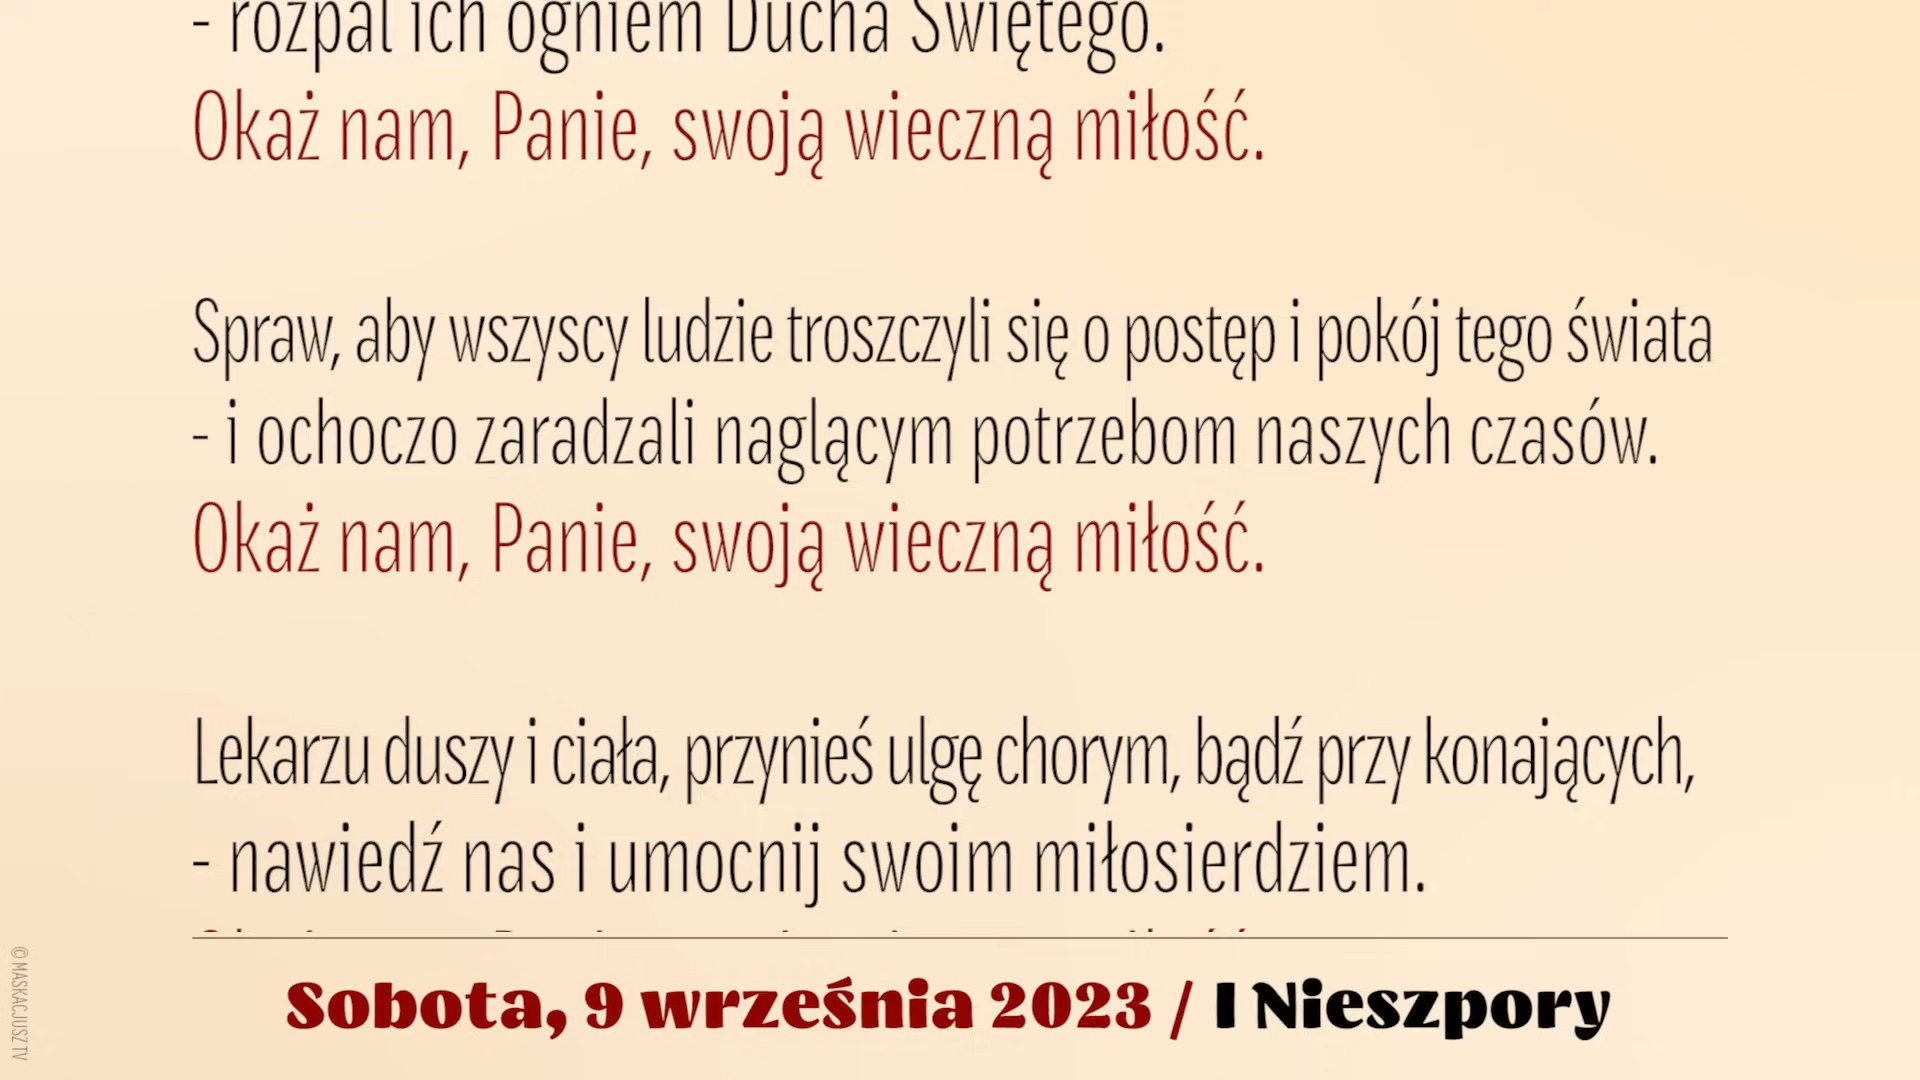 - rozpal ich ogniem Ducha Świętego.
Okaż nam, Panie, swoją wieczną miłość.
Spraw, aby wszyscy ludzie troszczyli się o postęp i pokój tego świata
- i ochoczo zaradzali naglącym potrzebom naszych czasów.
Okaż nam, Panie, swoją wieczną miłość.
Lekarzu duszy i ciała, przynieś ulgę chorym, bądź przy konających,
- nawiedź nas i umocnij swoim miłosierdziem.
Sobota, 9 września 2023 / I Nieszpory
© MASKACJUSZ TV